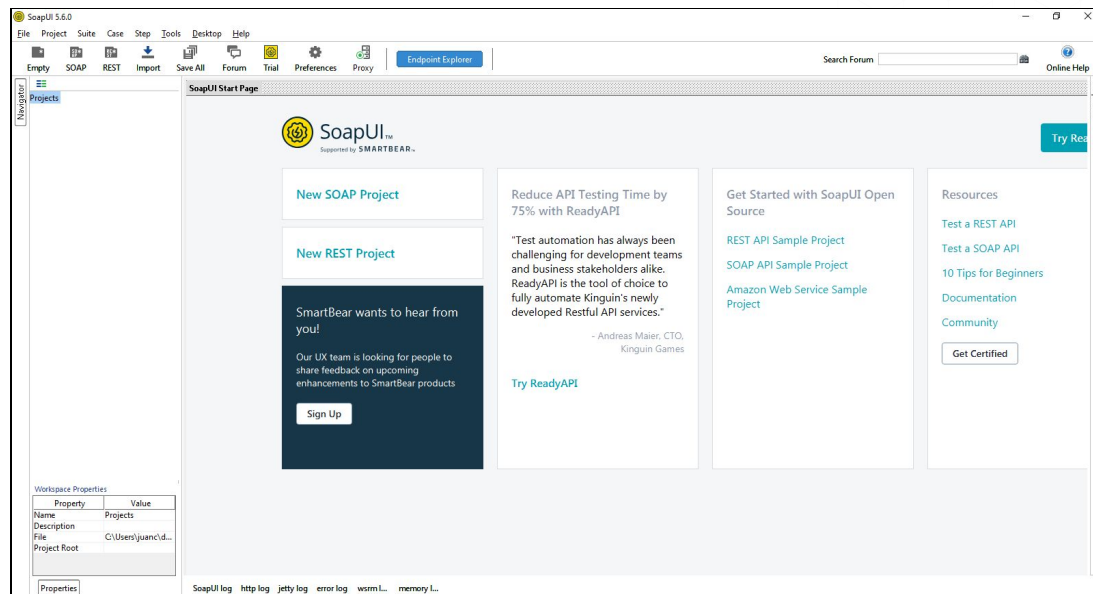 SoapUI 5.6.0
File Project Suite Case Step Tools Desktop Help
Empty SOAP REST Import Save All Forum Trial Preferences Proxy Endpoint Explorer Search Forum Online Help
Navigator
Projects
SoapUI Start Page
SoapUI™
Supported by SMARTBEAR
Try Rea
New SOAP Project
New REST Project
SmartBear wants to hear from
you!
Our UX team is looking for people to
share feedback on upcoming
enhancements to SmartBear products
Sign Up
Reduce API Testing Time by
75% with ReadyAPI
"Test automation has always been
challenging for development teams
and business stakeholders alike.
ReadyAPI is the tool of choice to
fully automate Kinguin's newly
developed Restful API services."
- Andreas Maier, CTO,
Kinguin Games
Try ReadyAPI
Get Started with SoapUI Open
Source
REST API Sample Project
SOAP API Sample Project
Amazon Web Service Sample
Project
Resources
Test a REST API
Test a SOAP API
10 Tips for Beginners
Documentation
Community
Get Certified
Workspace Properties
Property Value
Name Projects
Description
File C:\Users\juanc\d...
Project Root
Properties
SoapUI log http log jetty log error log wsrm l... memory l...